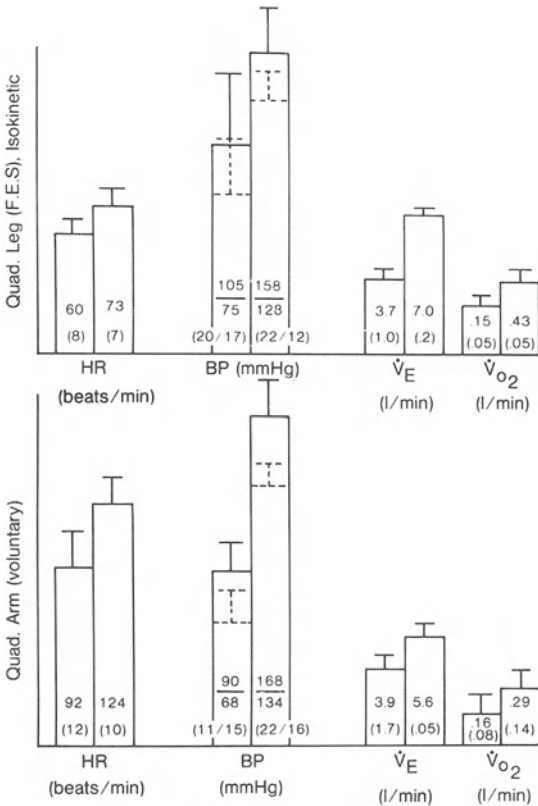 Quad. Leg (F.E.S), Isokinetic
60 73 105 158 3.7 7.0 .15 .43
75 128
(8) (7) (20/17) (22/12) (1.0) (.2) (.05) (.05)
HR BP (mmHg) V̇E V̇O2
(beats/min) (l/min) (l/min)
Quad. Arm (voluntary)
92 124 90 168 3.9 5.6 .16 .29
68 134
(12) (10) (11/15) (22/16) (1.7) (.05) (.08) (.14)
HR BP V̇E V̇O2
(beats/min) (mmHg) (l/min) (l/min)